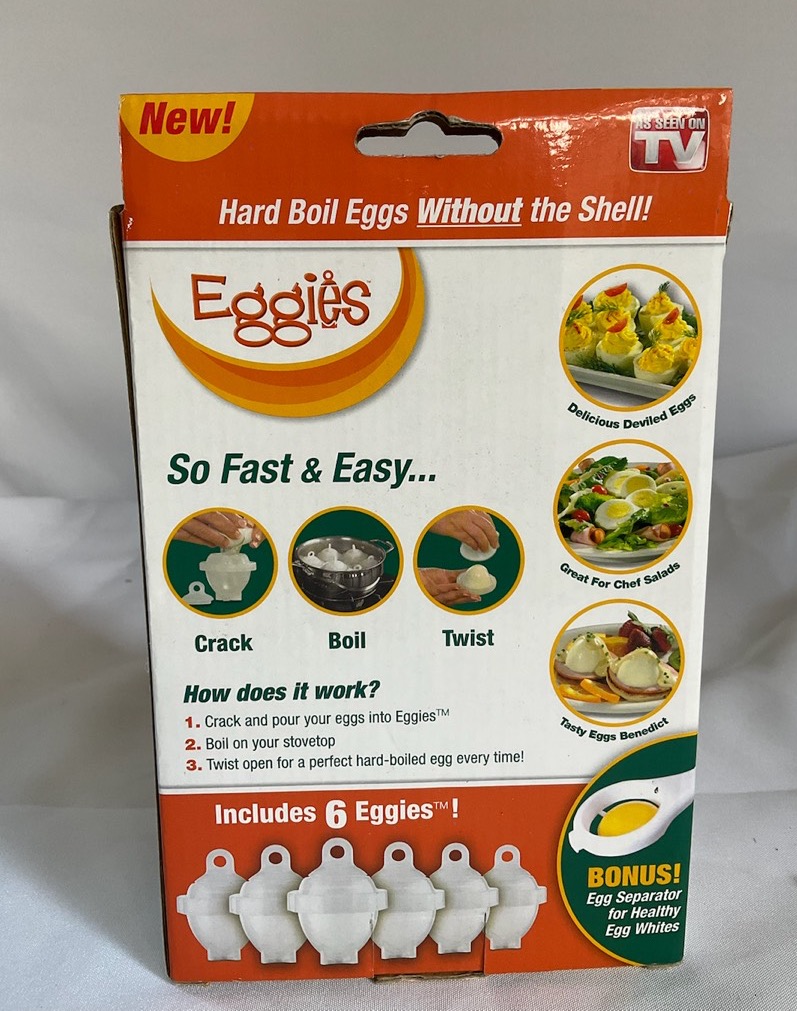 New!
AS SEEN ON
TV
Hard Boil Eggs Without the Shell!
Eggies™
Delicious Deviled Eggs
So Fast & Easy...
Great For Chef Salads
Crack
Boil
Twist
How does it work?
1. Crack and pour your eggs into Eggies™
2. Boil on your stovetop
3. Twist open for a perfect hard-boiled egg every time!
Tasty Eggs Benedict
Includes 6 Eggies™!
BONUS!
Egg Separator
for Healthy
Egg Whites